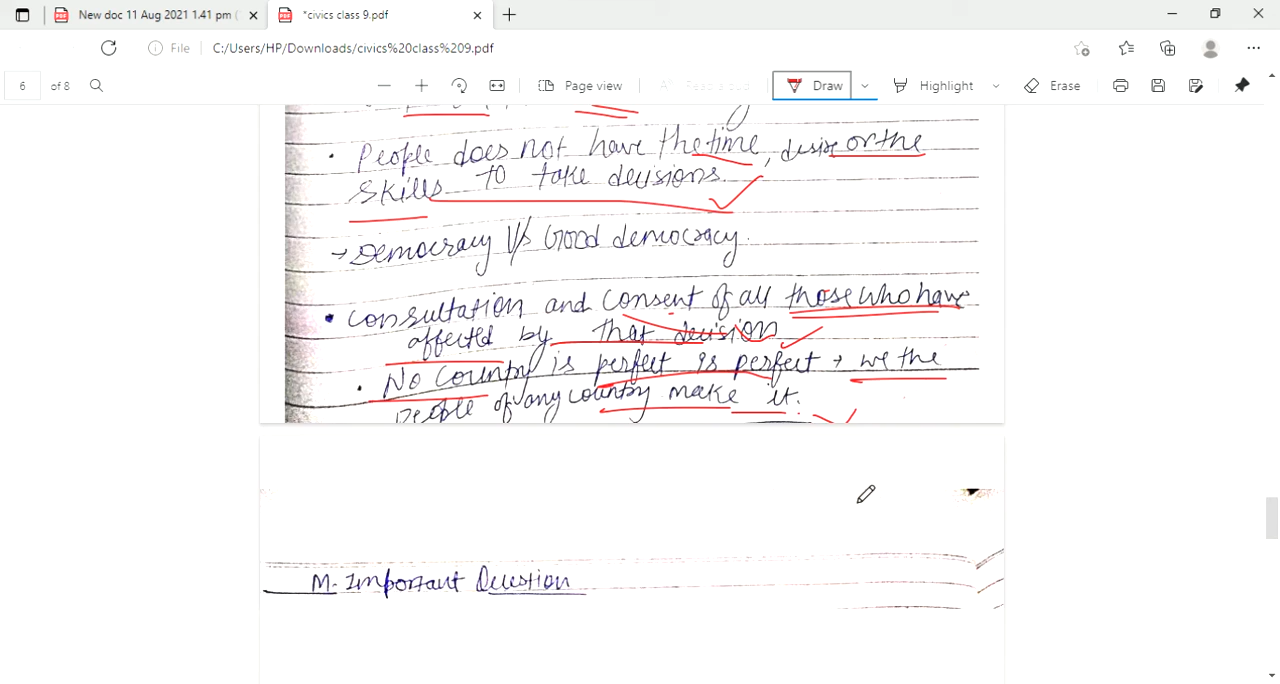 New doc 11 Aug 2021 1.41 pm
*civics class 9.pdf
File C:/Users/HP/Downloads/civics%20class%209.pdf
6 of 8 Page view Draw Highlight Erase
• People does not have the time, desire or the
skills to take decisions.
→ Democracy V/s Good democracy.
• Consultation and consent of all those who have
affected by that decision
• No Country is perfect is perfect, we the
people of any country make it.
M. Important Question